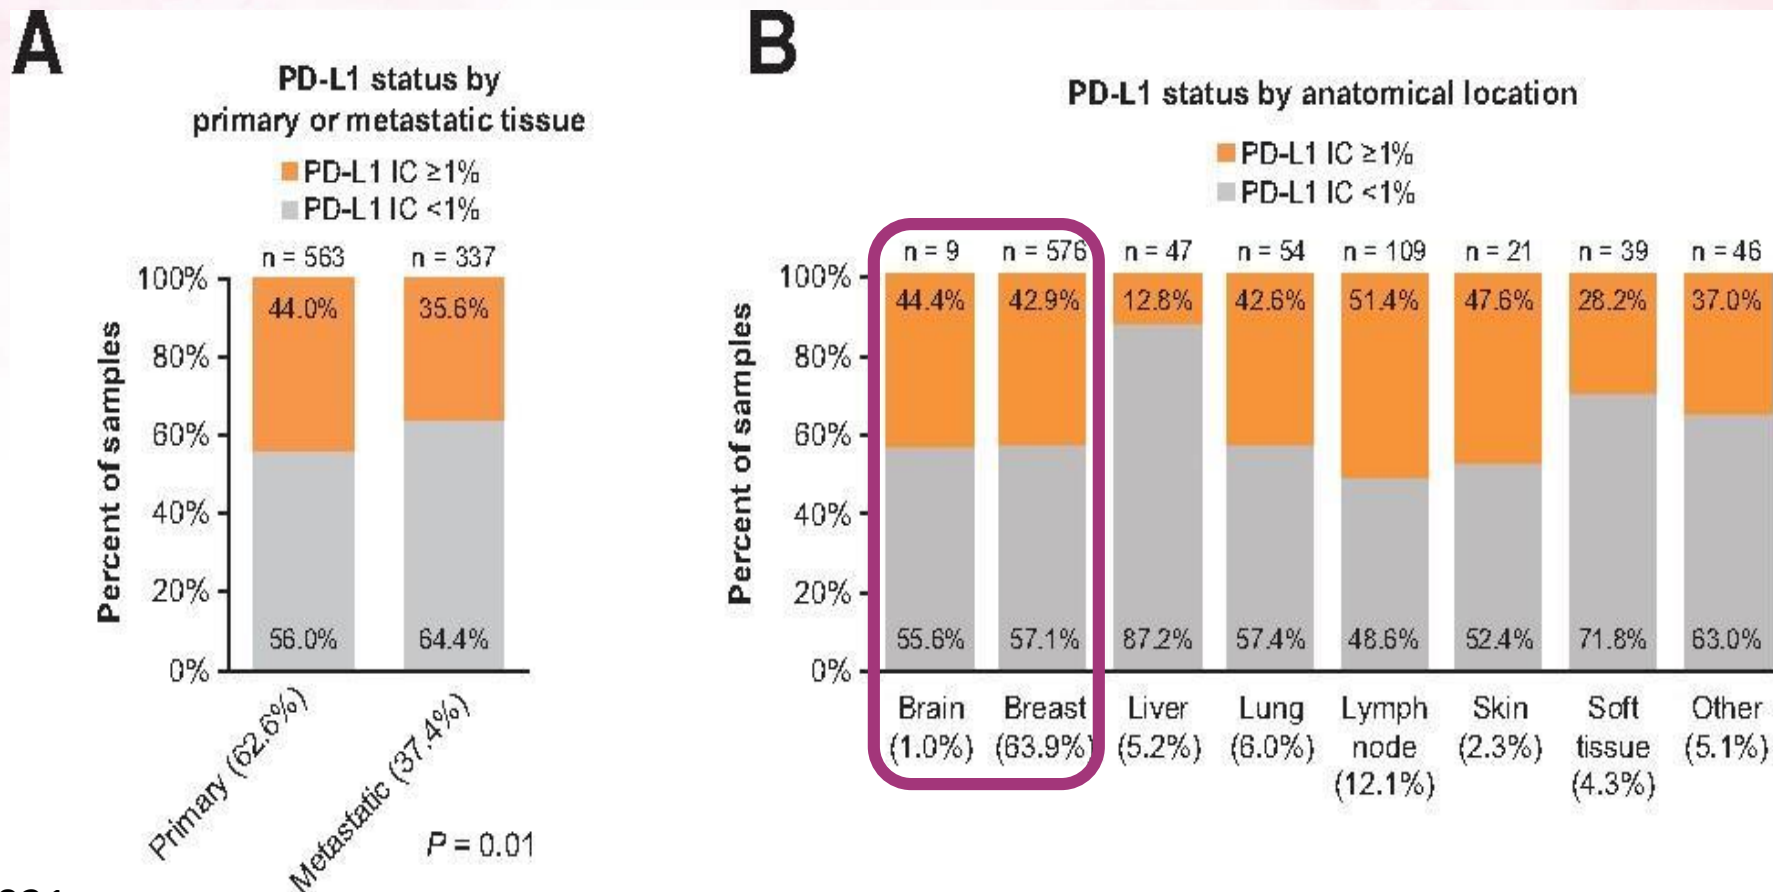 A
PD-L1 status by
primary or metastatic tissue
PD-L1 IC ≥1%
PD-L1 IC <1%
n = 563
n = 337
Percent of samples
100%
80%
60%
40%
20%
0%
44.0%
35.6%
56.0%
64.4%
Primary (62.6%)
Metastatic (37.4%)
P = 0.01
B
PD-L1 status by anatomical location
PD-L1 IC ≥1%
PD-L1 IC <1%
n = 9
n = 576
n = 47
n = 54
n = 109
n = 21
n = 39
n = 46
Percent of samples
100%
80%
60%
40%
20%
0%
44.4%
42.9%
12.8%
42.6%
51.4%
47.6%
28.2%
37.0%
55.6%
57.1%
87.2%
57.4%
48.6%
52.4%
71.8%
63.0%
Brain
(1.0%)
Breast
(63.9%)
Liver
(5.2%)
Lung
(6.0%)
Lymph
node
(12.1%)
Skin
(2.3%)
Soft
tissue
(4.3%)
Other
(5.1%)